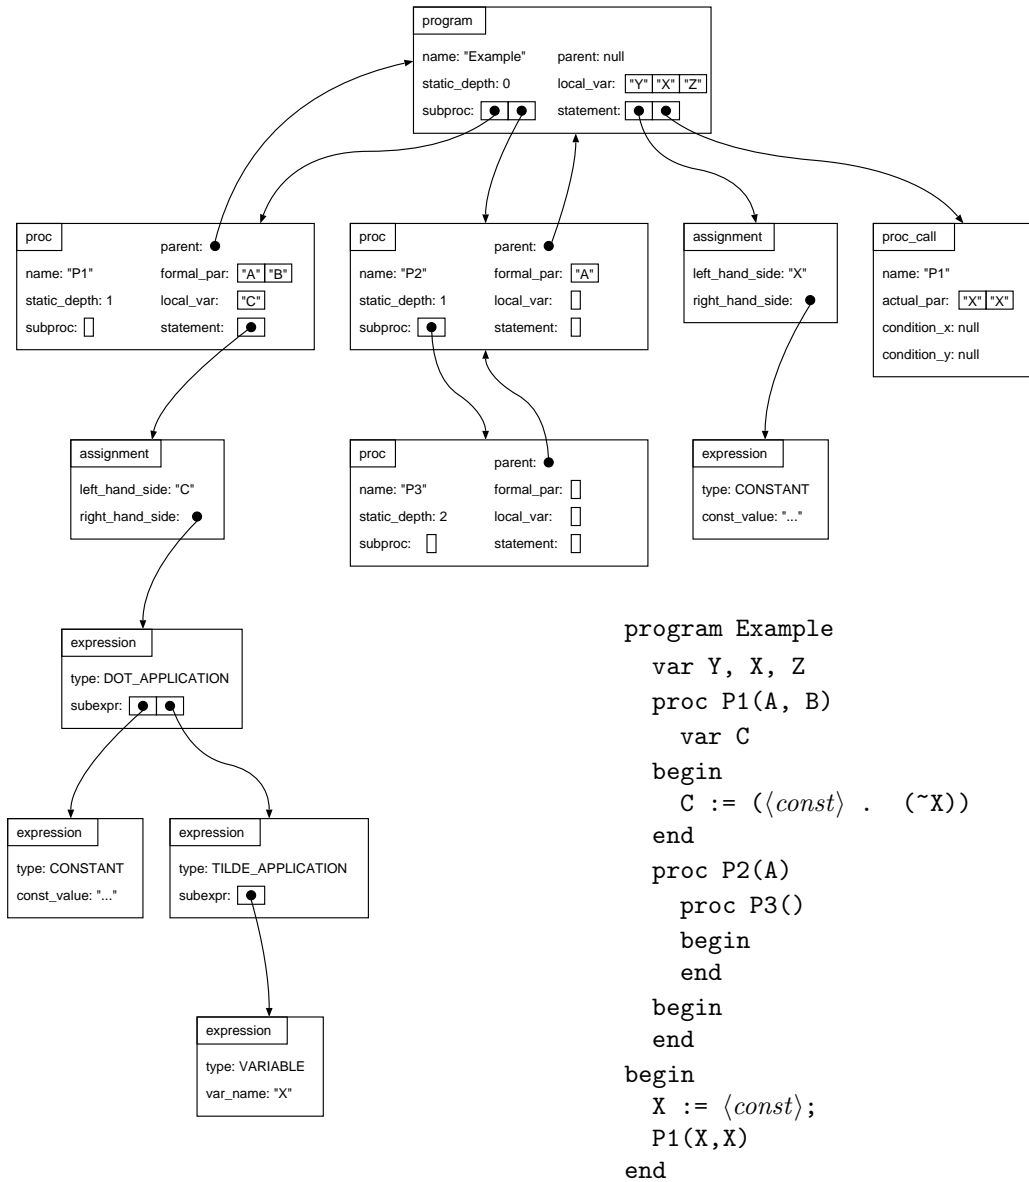 program
name: "Example" parent: null
static_depth: 0 local_var: "Y" "X" "Z"
subproc: statement:
proc
parent:
name: "P1" formal_par: "A" "B"
static_depth: 1 local_var: "C"
subproc: statement:
proc
parent:
name: "P2" formal_par: "A"
static_depth: 1 local_var:
subproc: statement:
assignment
left_hand_side: "X"
right_hand_side:
proc_call
name: "P1"
actual_par: "X" "X"
condition_x: null
condition_y: null
assignment
left_hand_side: "C"
right_hand_side:
proc
parent:
name: "P3" formal_par:
static_depth: 2 local_var:
subproc: statement:
expression
type: CONSTANT
const_value: "..."
expression
type: DOT_APPLICATION
subexpr:
expression
type: CONSTANT
const_value: "..."
expression
type: TILDE_APPLICATION
subexpr:
expression
type: VARIABLE
var_name: "X"
program Example
var Y, X, Z
proc P1(A, B)
var C
begin
C := (⟨const⟩ . (~X))
end
proc P2(A)
proc P3()
begin
end
begin
end
begin
X := ⟨const⟩;
P1(X,X)
end